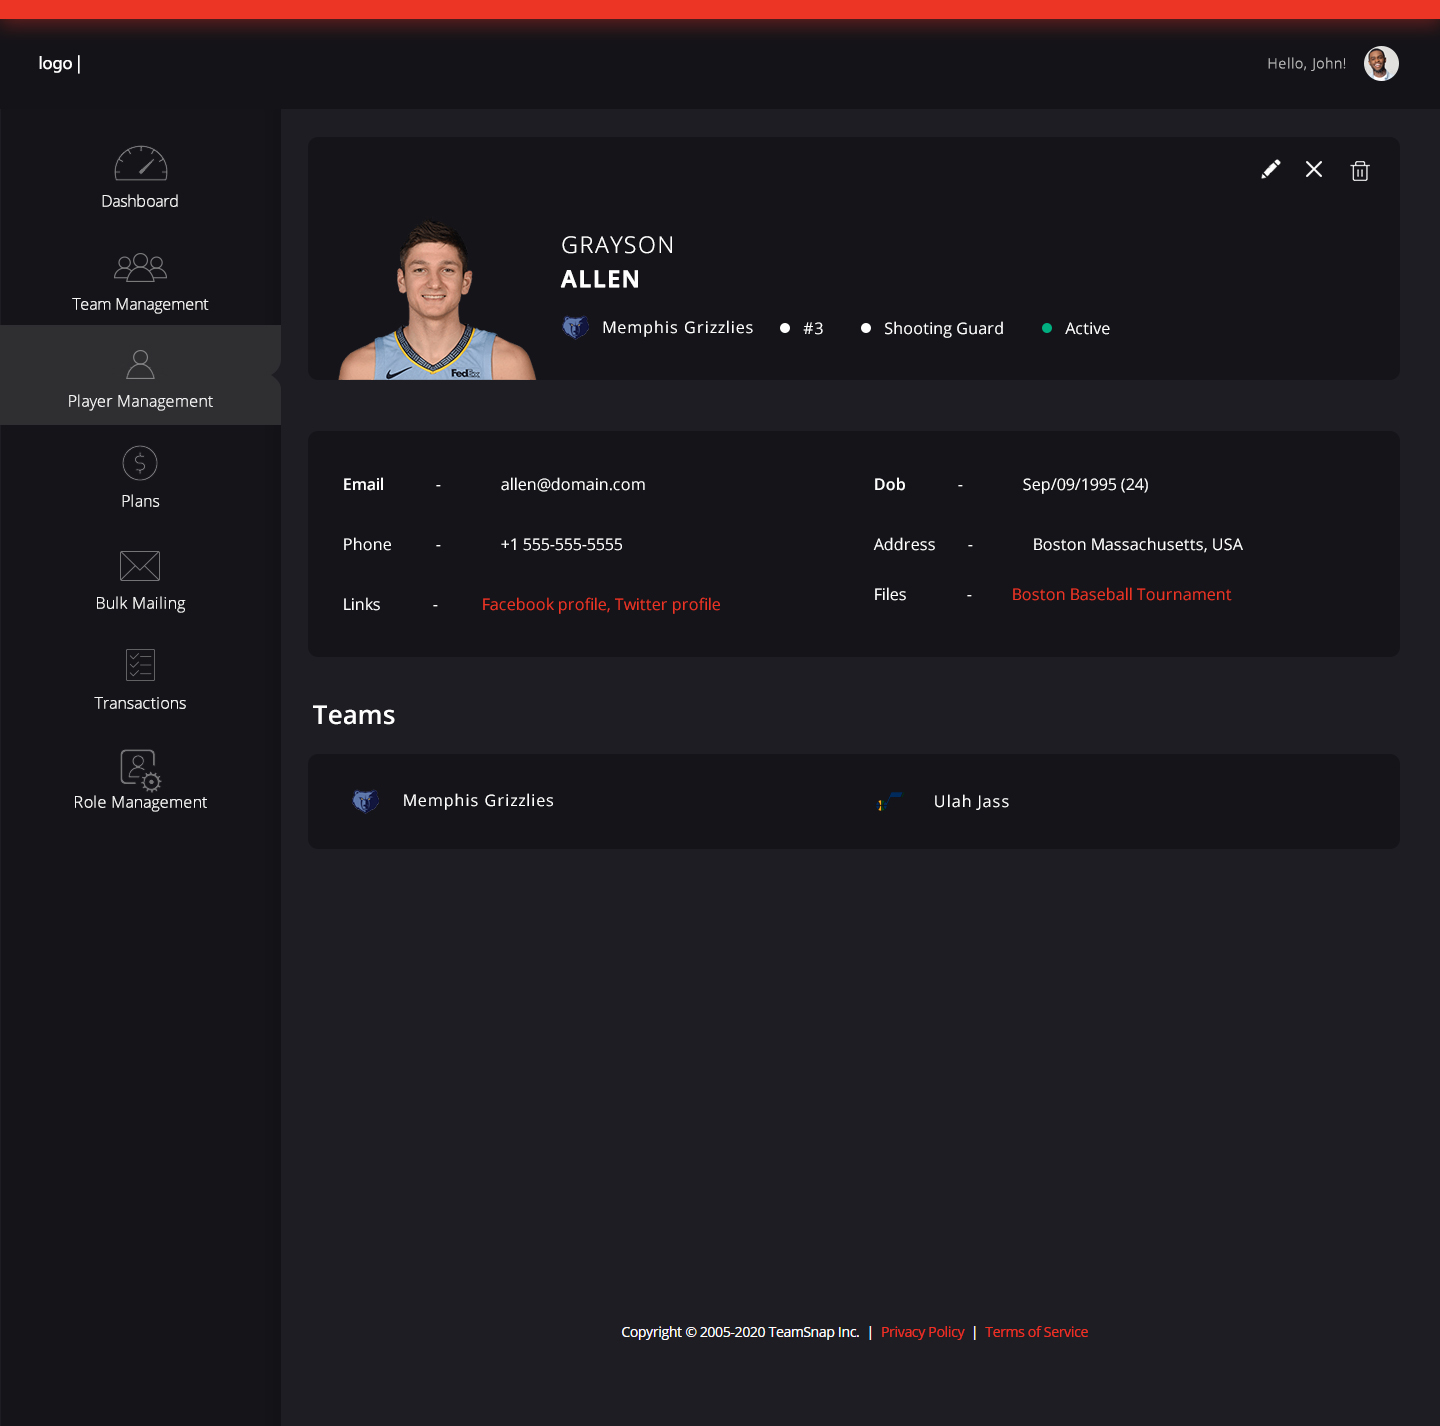 logo |
Hello, John!
Dashboard
Team Management
Player Management
Plans
Bulk Mailing
Transactions
Role Management
GRAYSON
ALLEN
Memphis Grizzlies #3 Shooting Guard Active
FedEx
Email - allen@domain.com
Phone - +1 555-555-5555
Links - Facebook profile, Twitter profile
Dob - Sep/09/1995 (24)
Address - Boston Massachusetts, USA
Files - Boston Baseball Tournament
Teams
Memphis Grizzlies
Ulah Jass
Copyright © 2005-2020 TeamSnap Inc. | Privacy Policy | Terms of Service